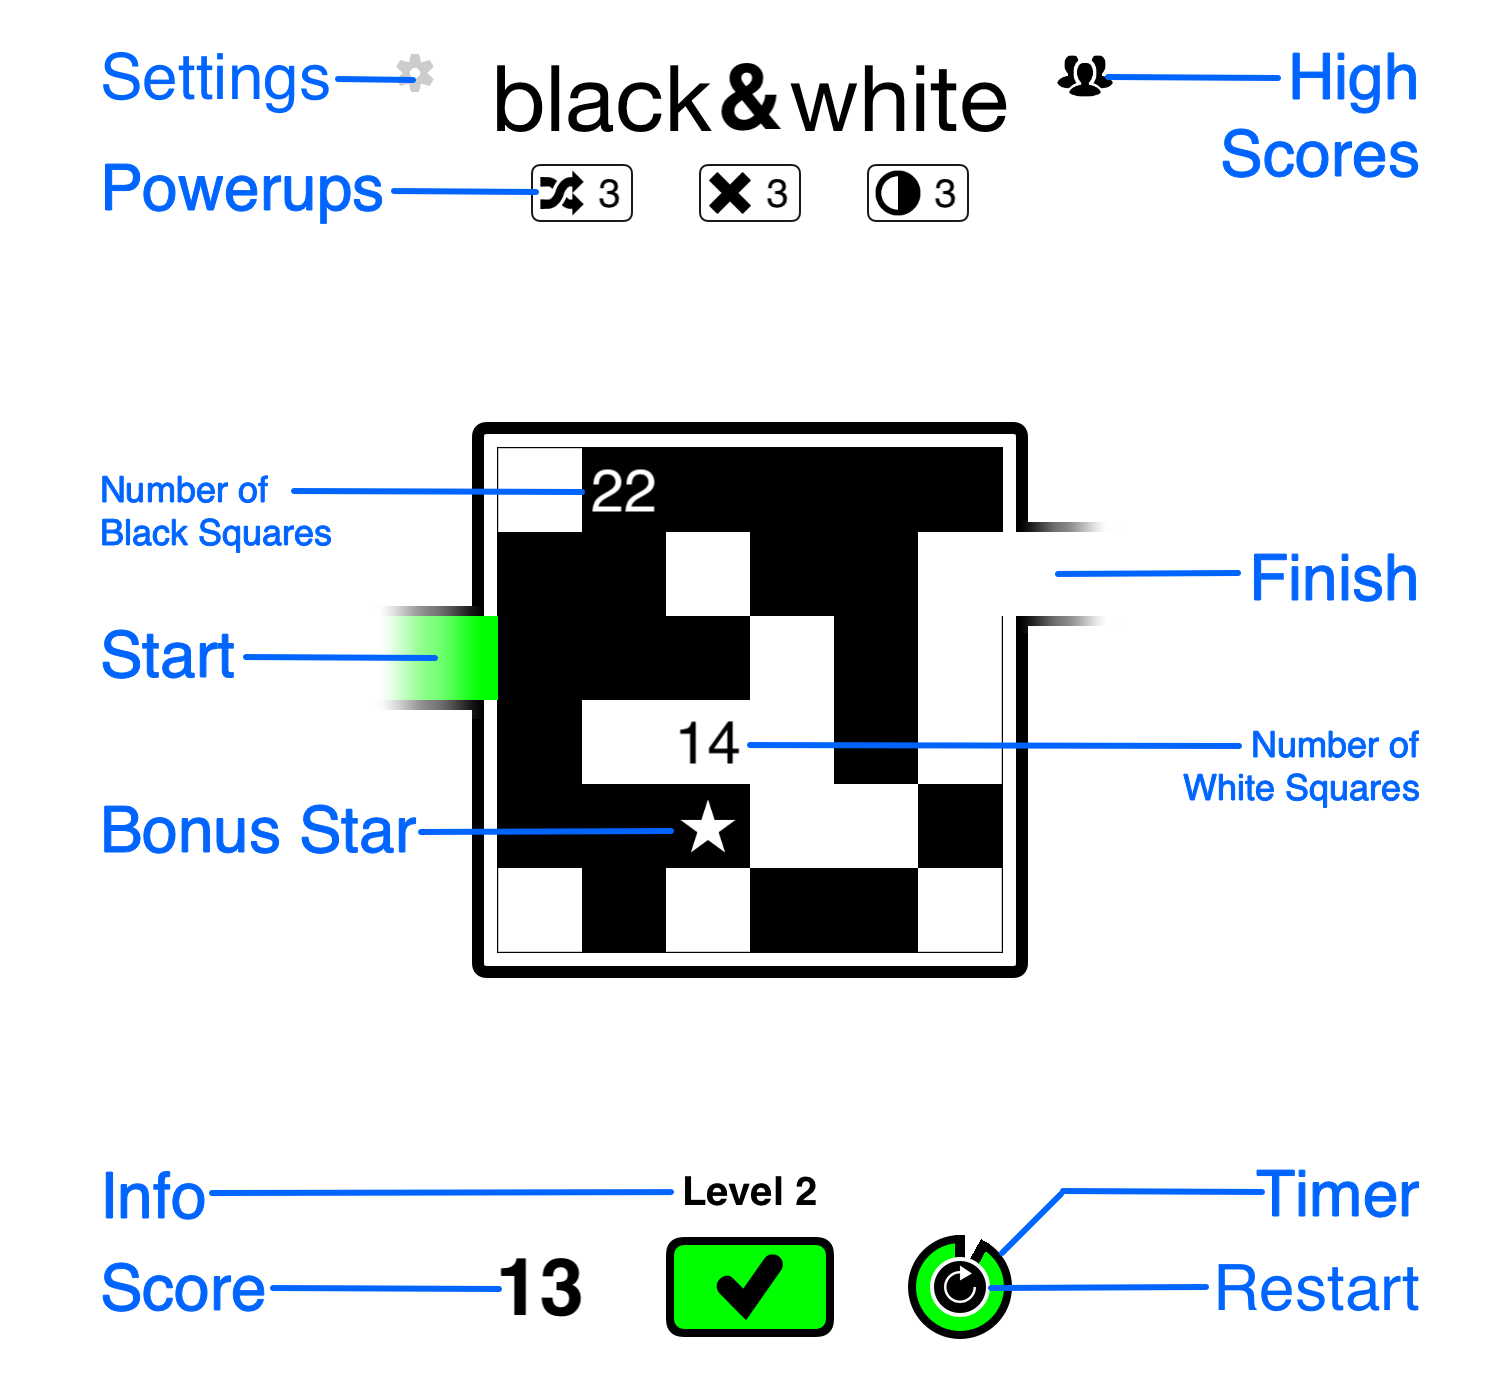 Settings
black&white
High
Scores
Powerups
3
3
3
Number of
Black Squares
22
Finish
Start
14
Number of
White Squares
Bonus Star
Info
Level 2
Timer
Score
13
Restart